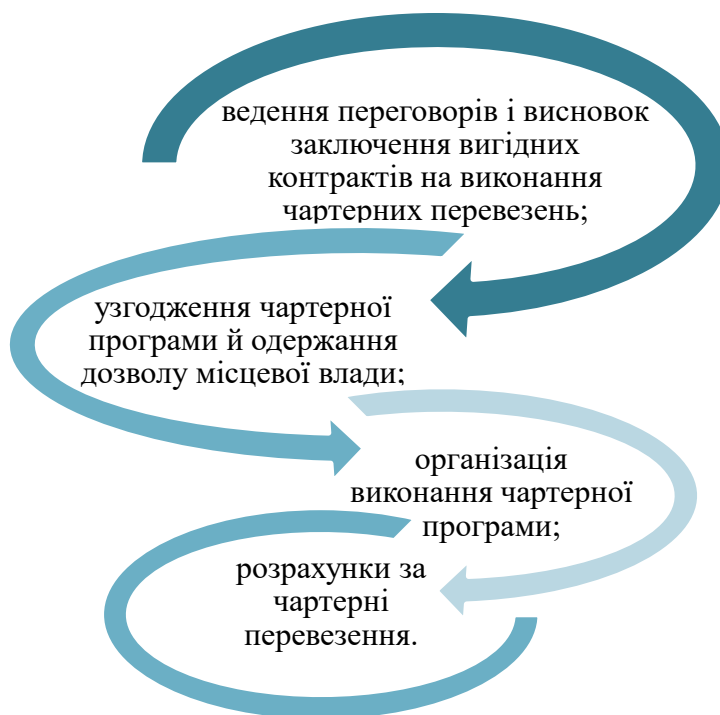 ведення переговорів і висновок
заключення вигідних
контрактів на виконання
чартерних перевезень;
узгодження чартерної
програми й одержання
дозволу місцевої влади;
організація
виконання чартерної
програми;
розрахунки за
чартерні
перевезення.